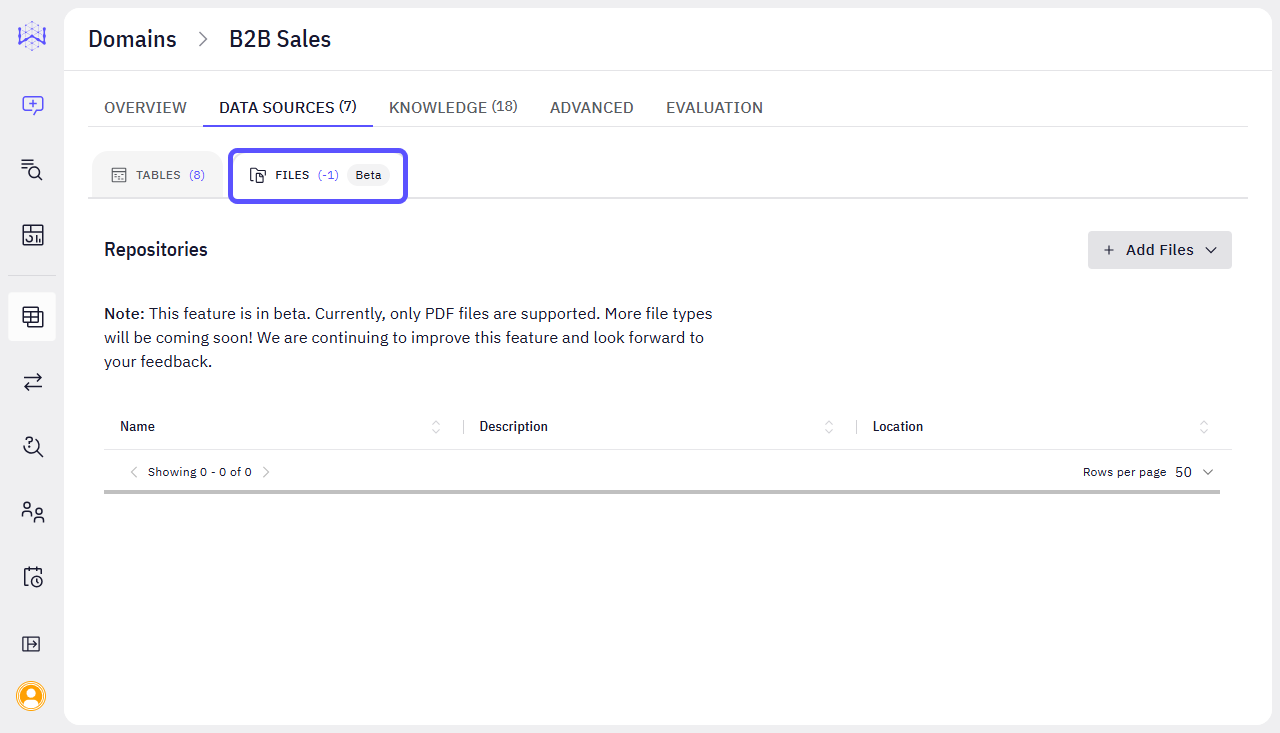 Domains > B2B Sales
OVERVIEW DATA SOURCES (7) KNOWLEDGE (18) ADVANCED EVALUATION
TABLES (8) FILES (-1) Beta
Repositories + Add Files
Note: This feature is in beta. Currently, only PDF files are supported. More file types
will be coming soon! We are continuing to improve this feature and look forward to
your feedback.
Name Description Location
Showing 0 - 0 of 0 Rows per page 50